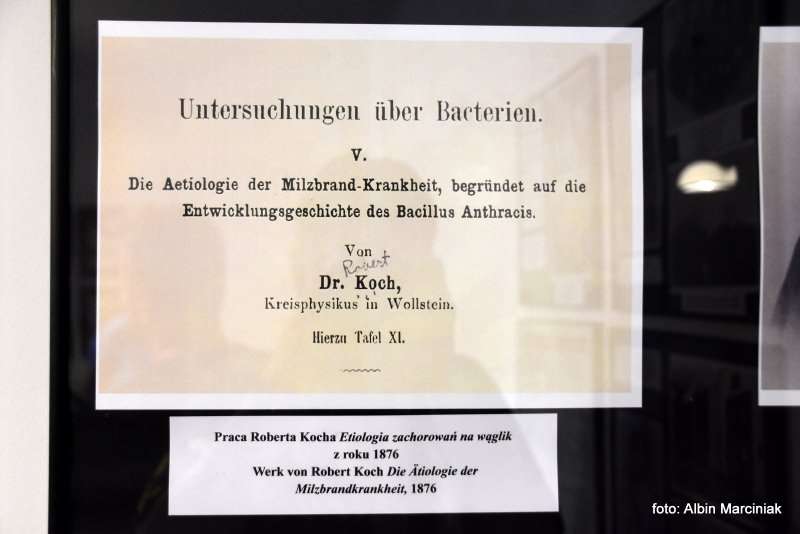 Untersuchungen über Bacterien.
V.
Die Aetiologie der Milzbrand-Krankheit, begründet auf die
Entwicklungsgeschichte des Bacillus Anthracis.
Von
Robert
Dr. Koch,
Kreisphysikus in Wollstein.
Hierzu Tafel XI.
Praca Roberta Kocha Etiologia zachorowań na wąglik
z roku 1876
Werk von Robert Koch Die Ätiologie der
Milzbrandkrankheit, 1876
foto: Albin Marciniak